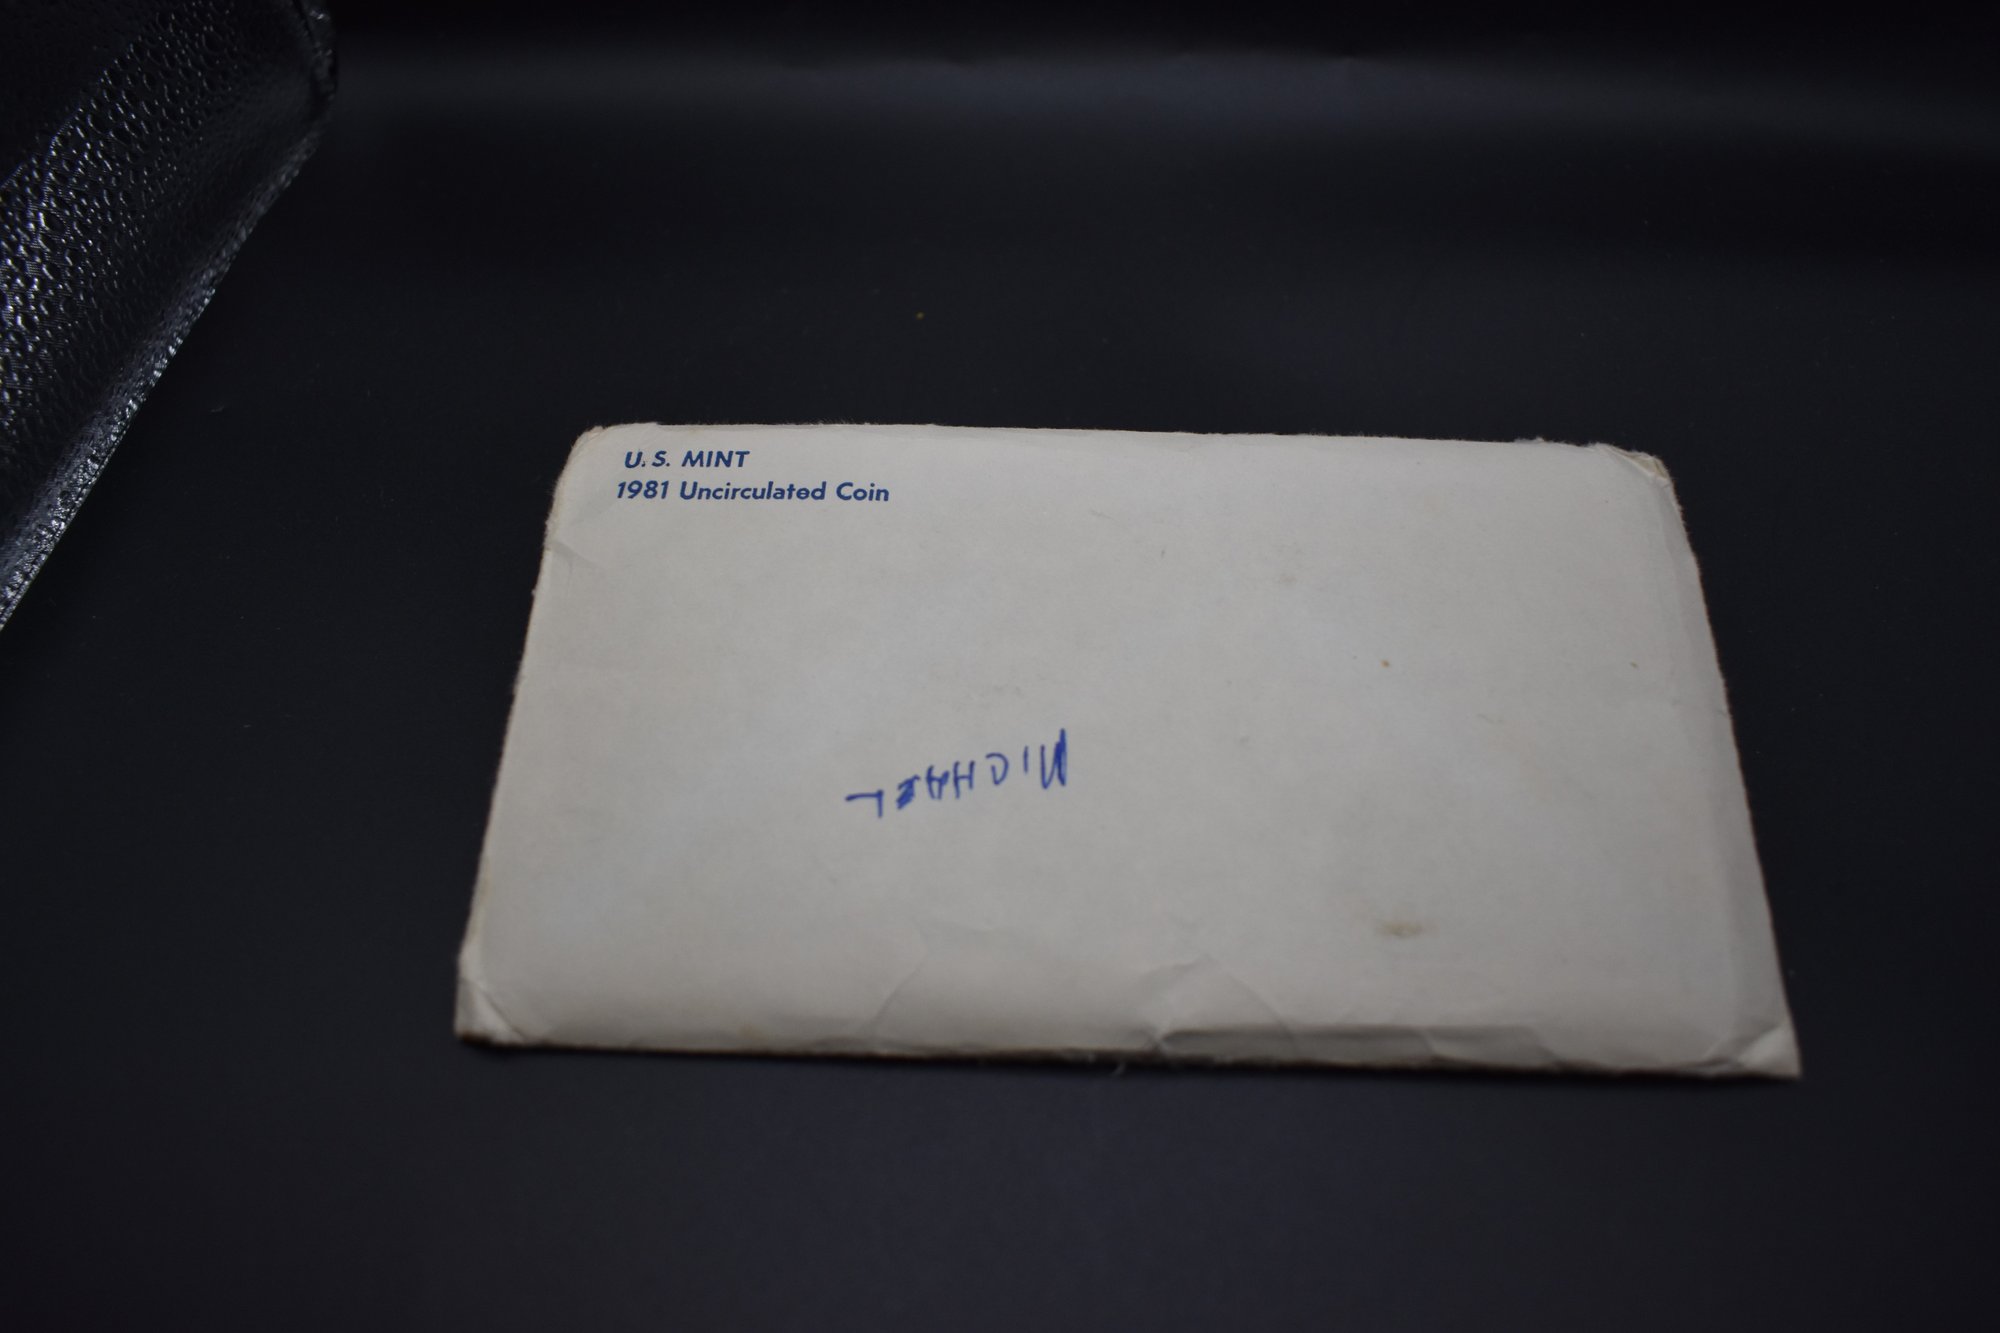 U.S. MINT
1981 Uncirculated Coin
MICHAEL